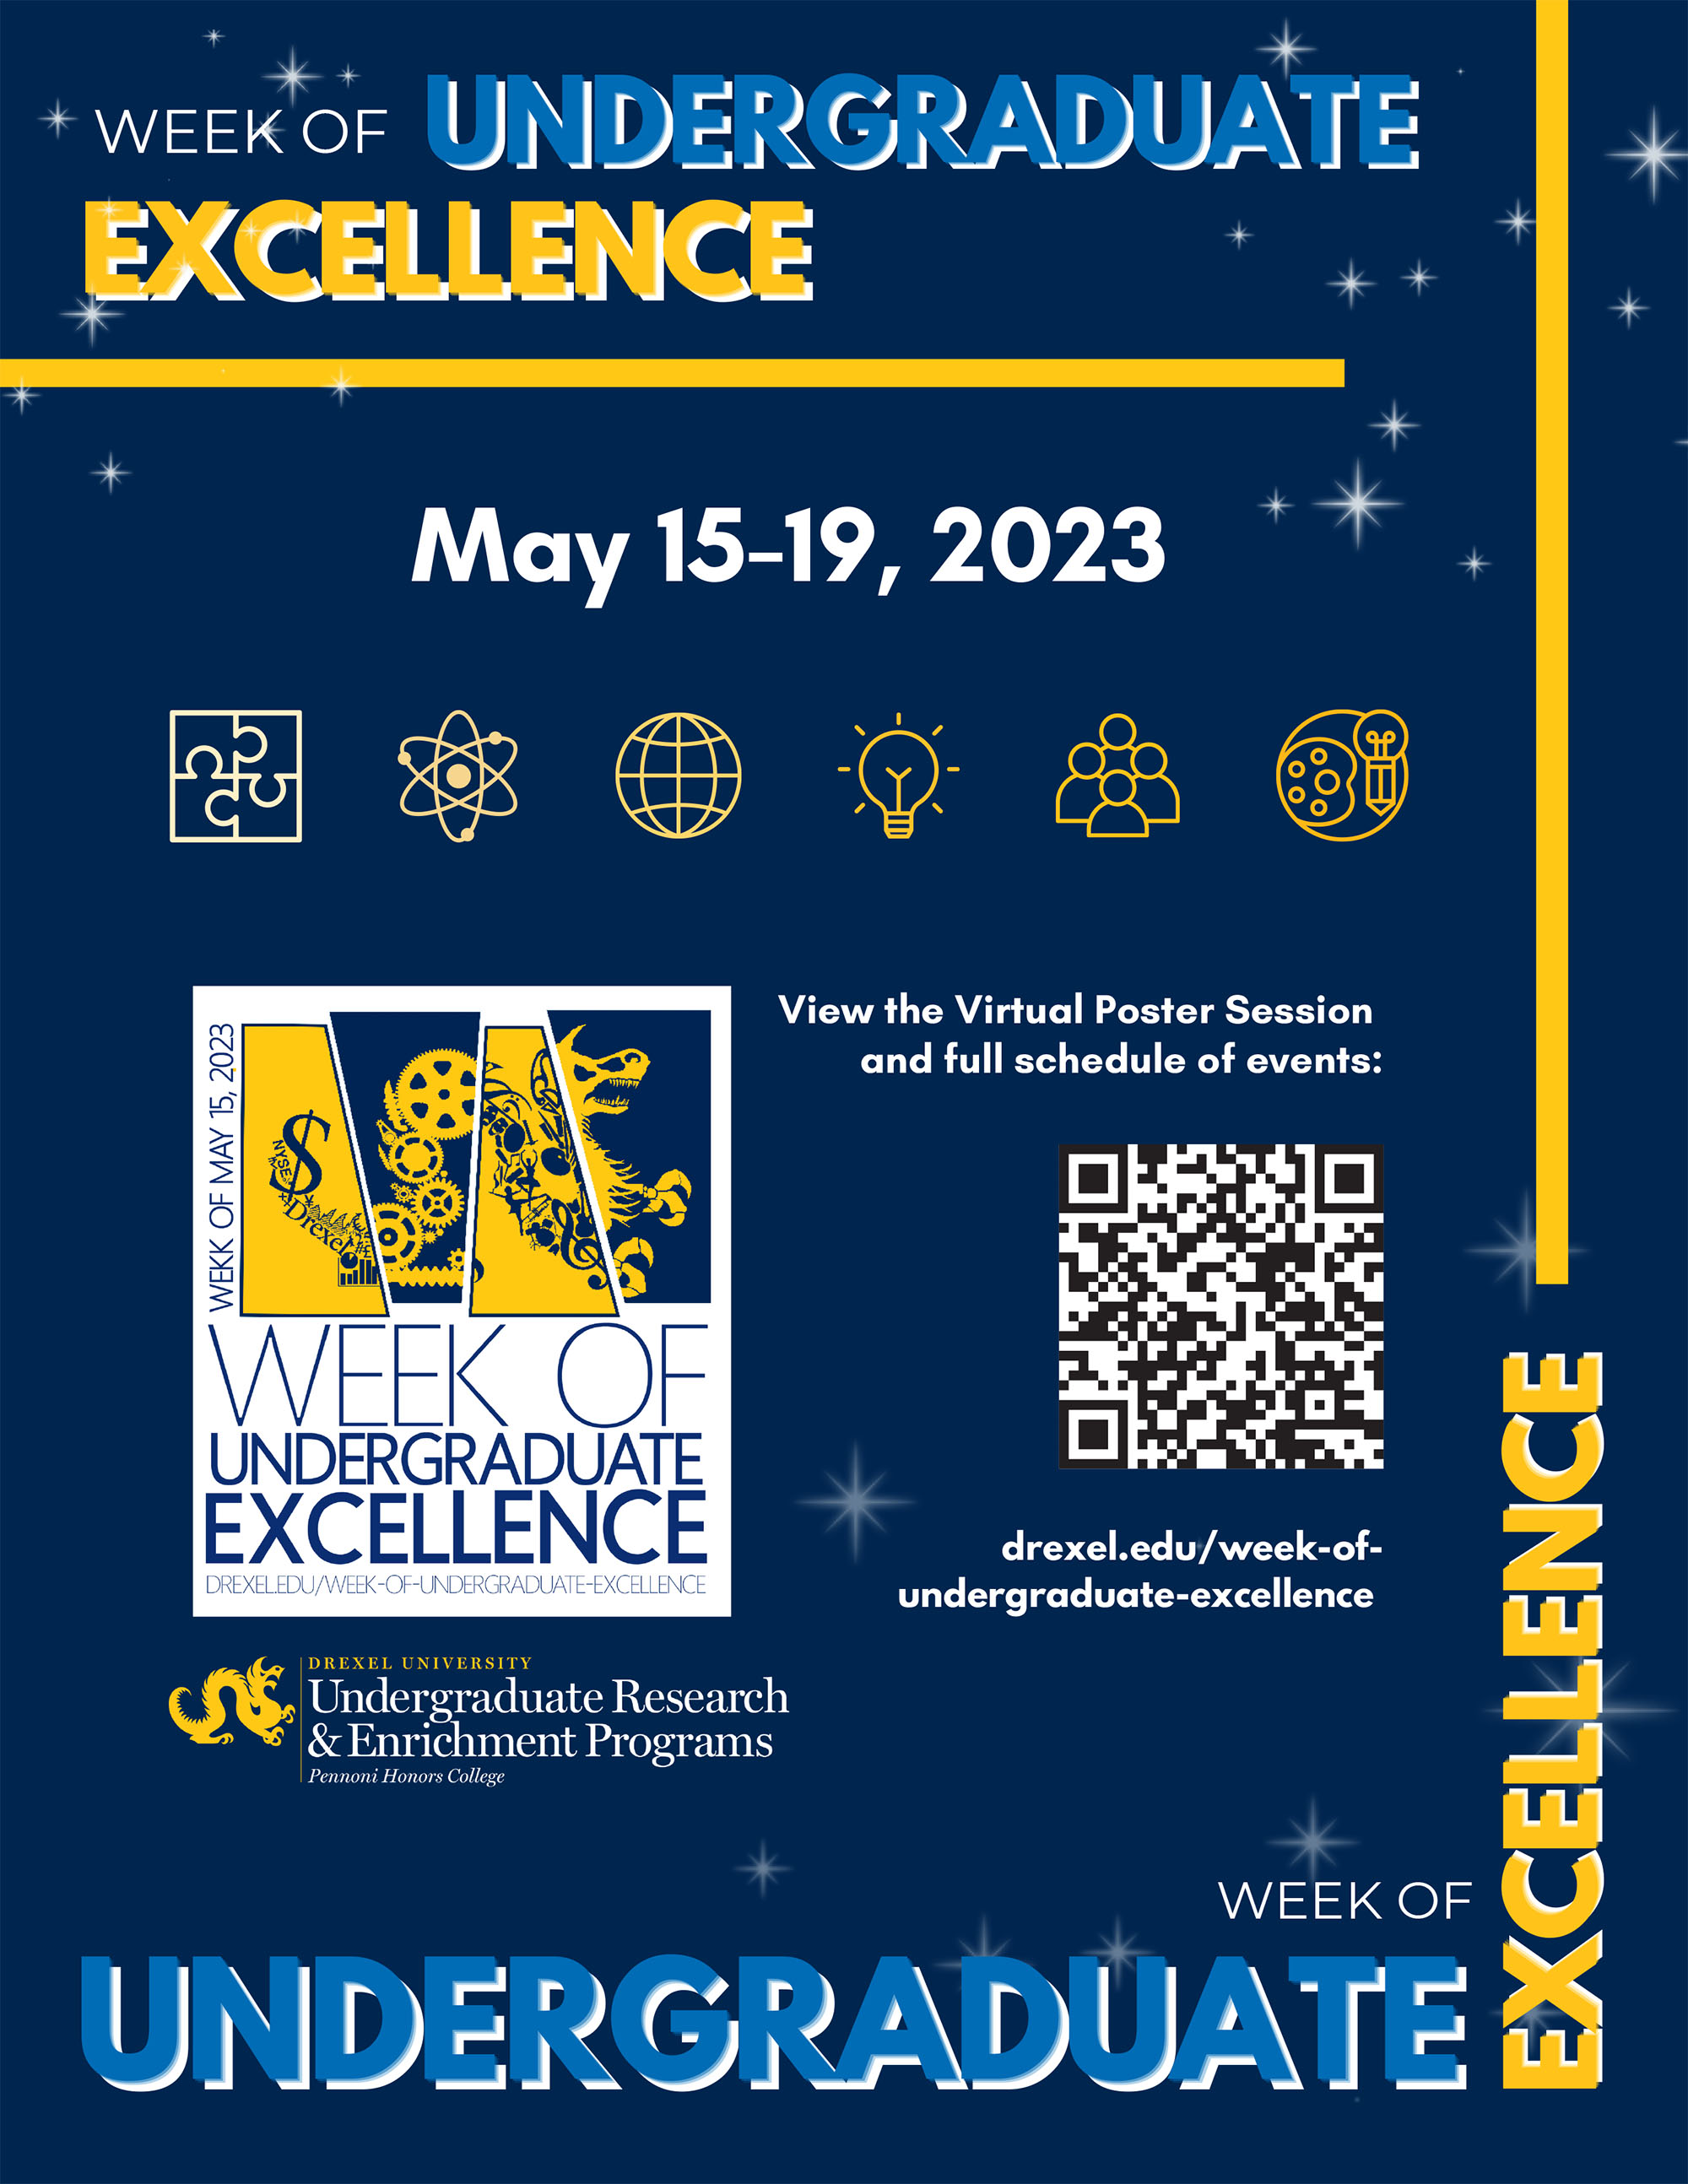 WEEK OF UNDERGRADUATE
EXCELLENCE
May 15-19, 2023
View the Virtual Poster Session
and full schedule of events:
WEKK OF MAY 15, 2023
$
NYSE
Drexel
WEEK OF
UNDERGRADUATE
EXCELLENCE
DREXEL.EDU/WEEK-OF-UNDERGRADUATE-EXCELLENCE
drexel.edu/week-of-
undergraduate-excellence
DREXEL UNIVERSITY
Undergraduate Research
& Enrichment Programs
Pennoni Honors College
WEEK OF
UNDERGRADUATE
EXCELLENCE